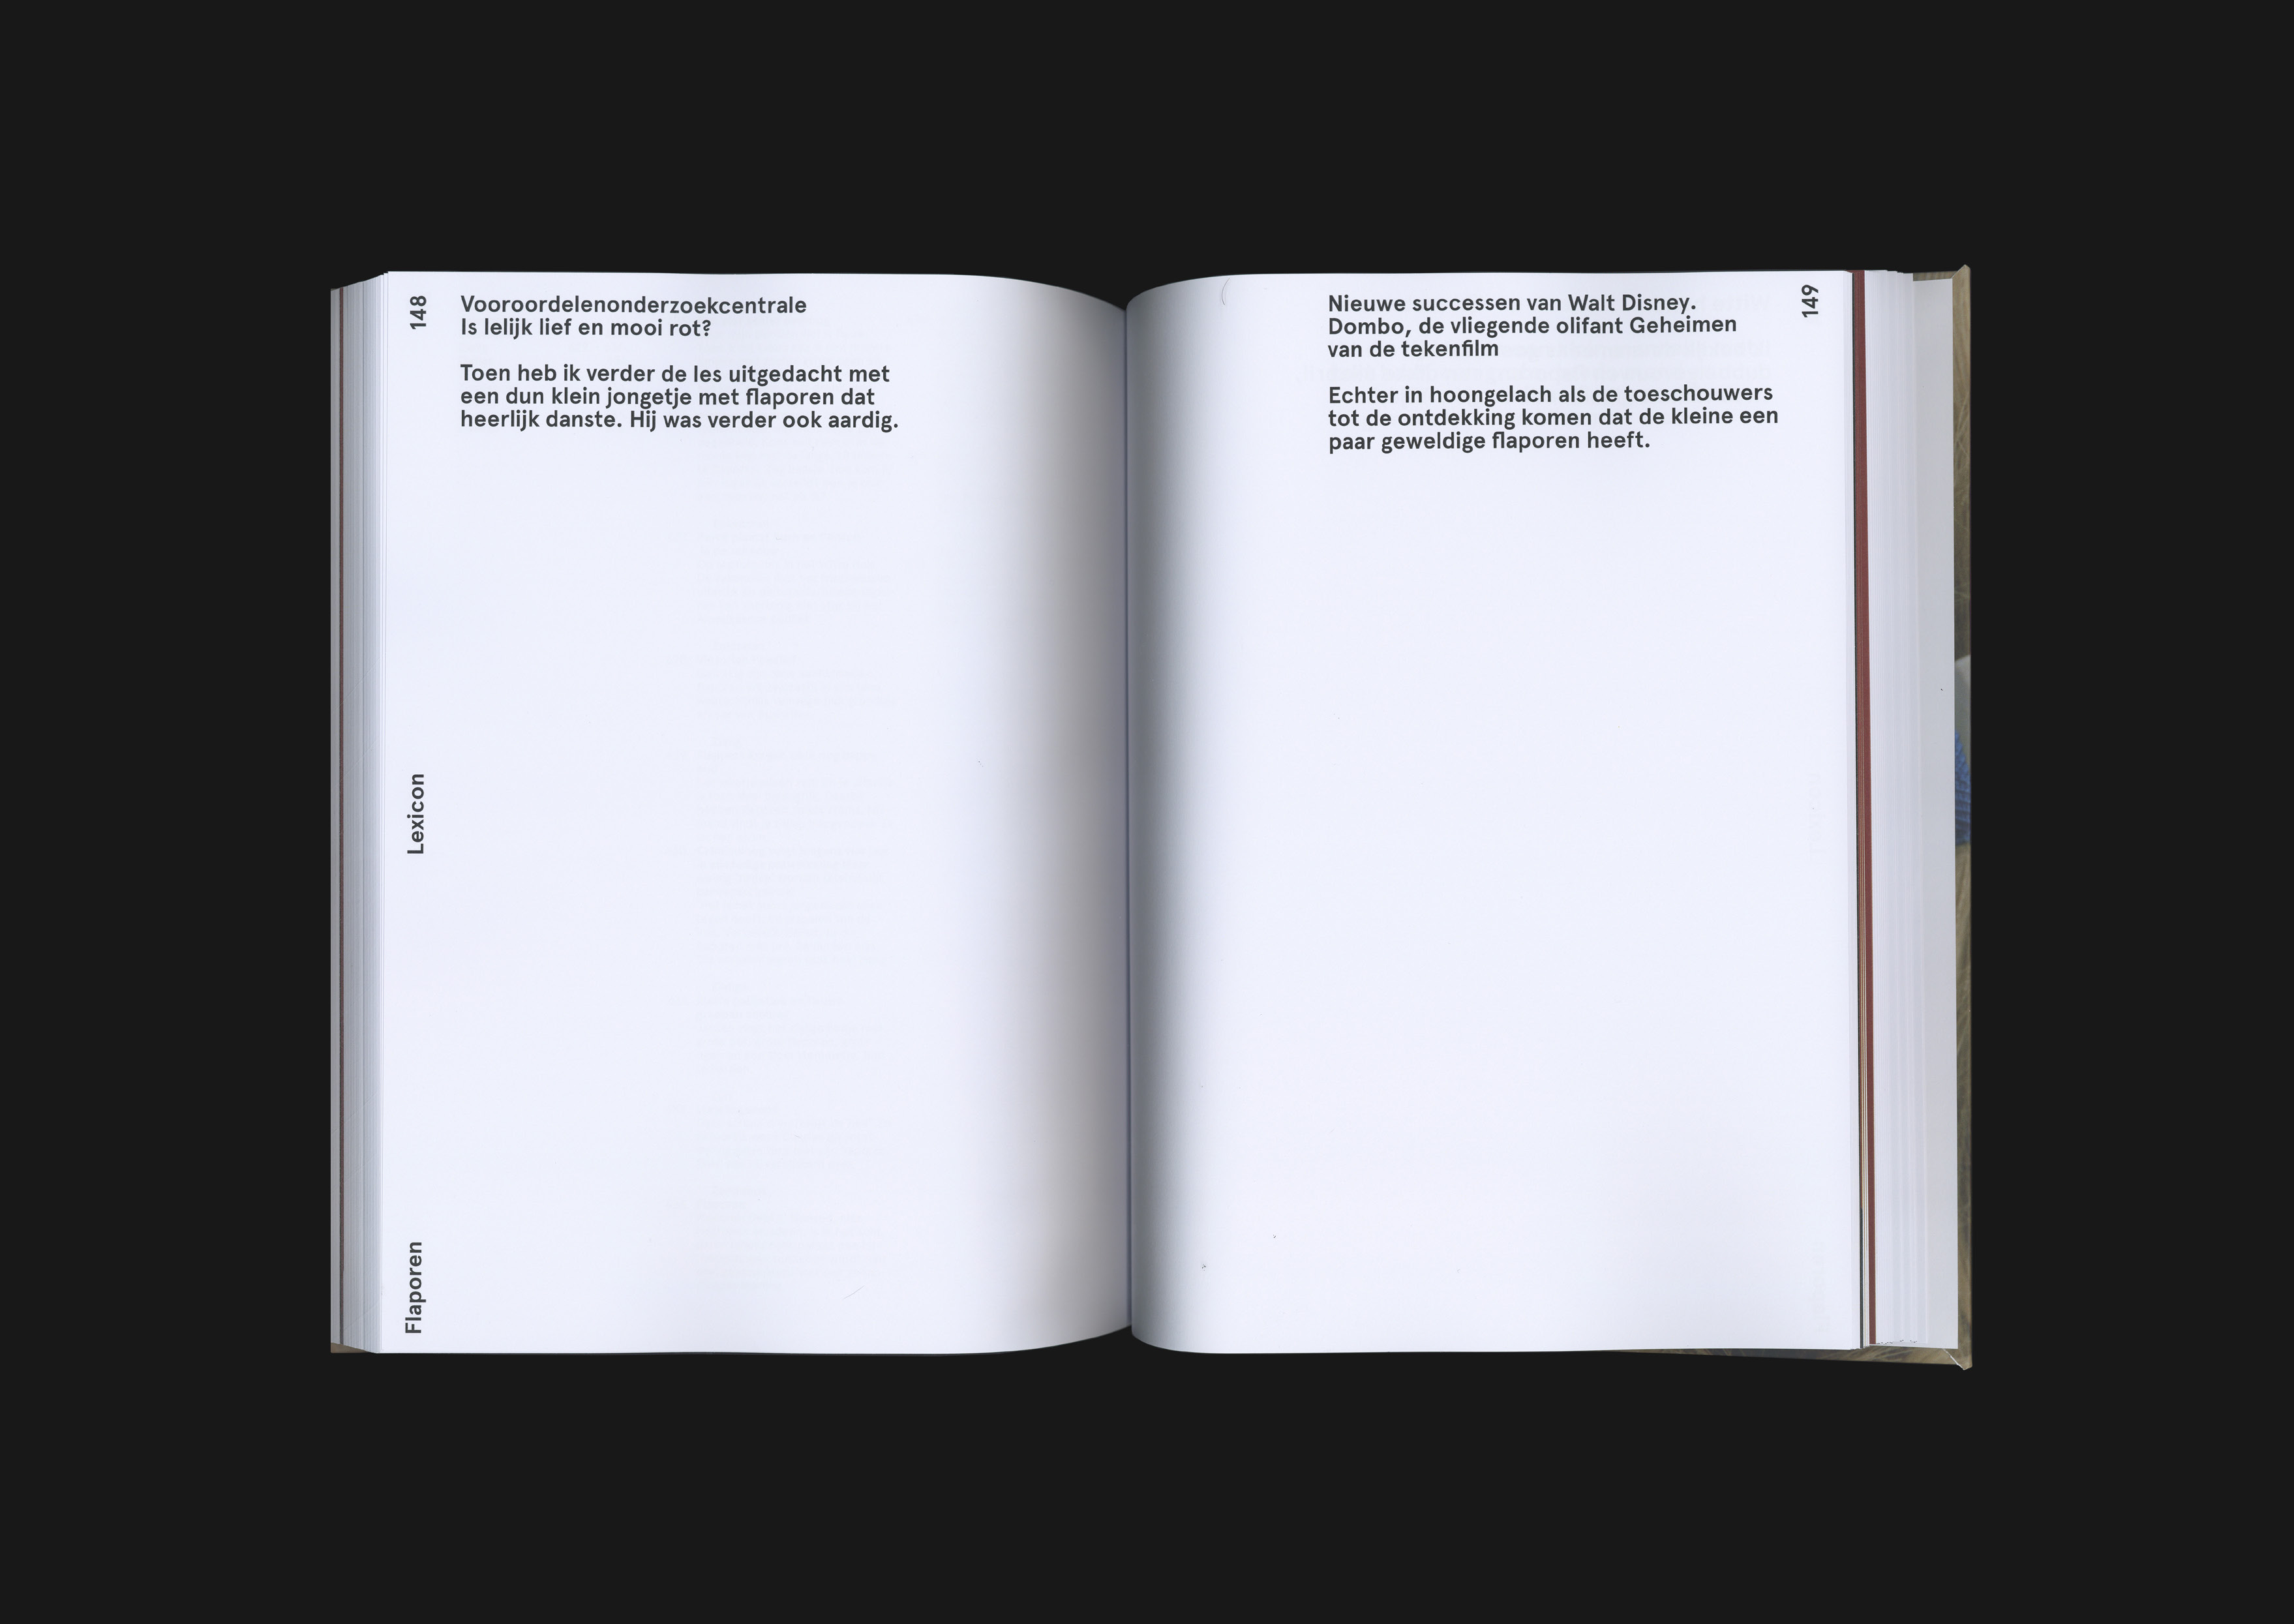 148
Vooroordelenonderzoekcentrale
Is lelijk lief en mooi rot?
Toen heb ik verder de les uitgedacht met
een dun klein jongetje met flaporen dat
heerlijk danste. Hij was verder ook aardig.
Lexicon
Flaporen
Nieuwe successen van Walt Disney.
Dombo, de vliegende olifant Geheimen
van de tekenfilm
Echter in hoongelach als de toeschouwers
tot de ontdekking komen dat de kleine een
paar geweldige flaporen heeft.
149